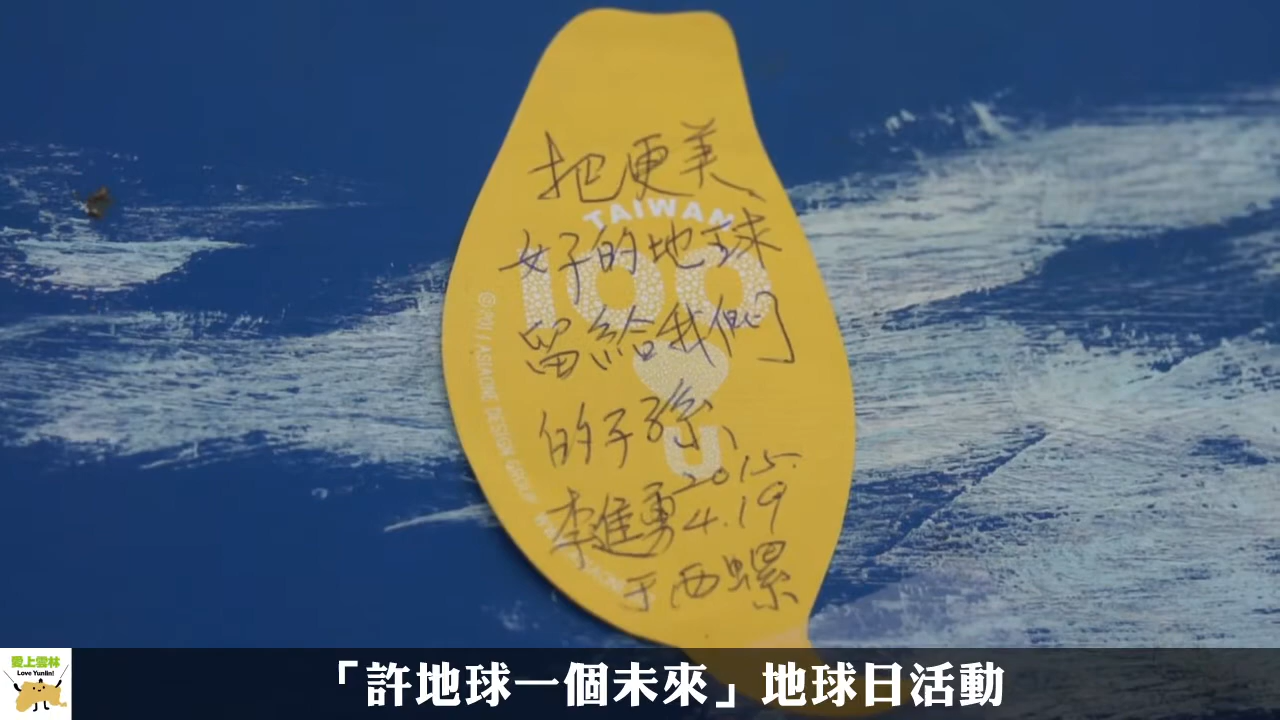 把更美
TAIWAN
好的地球
100
留給我們
的子孫、
U
2015.
李進勇 4.19
于西螺
愛上雲林
Love Yunlin!
「許地球一個未來」地球日活動